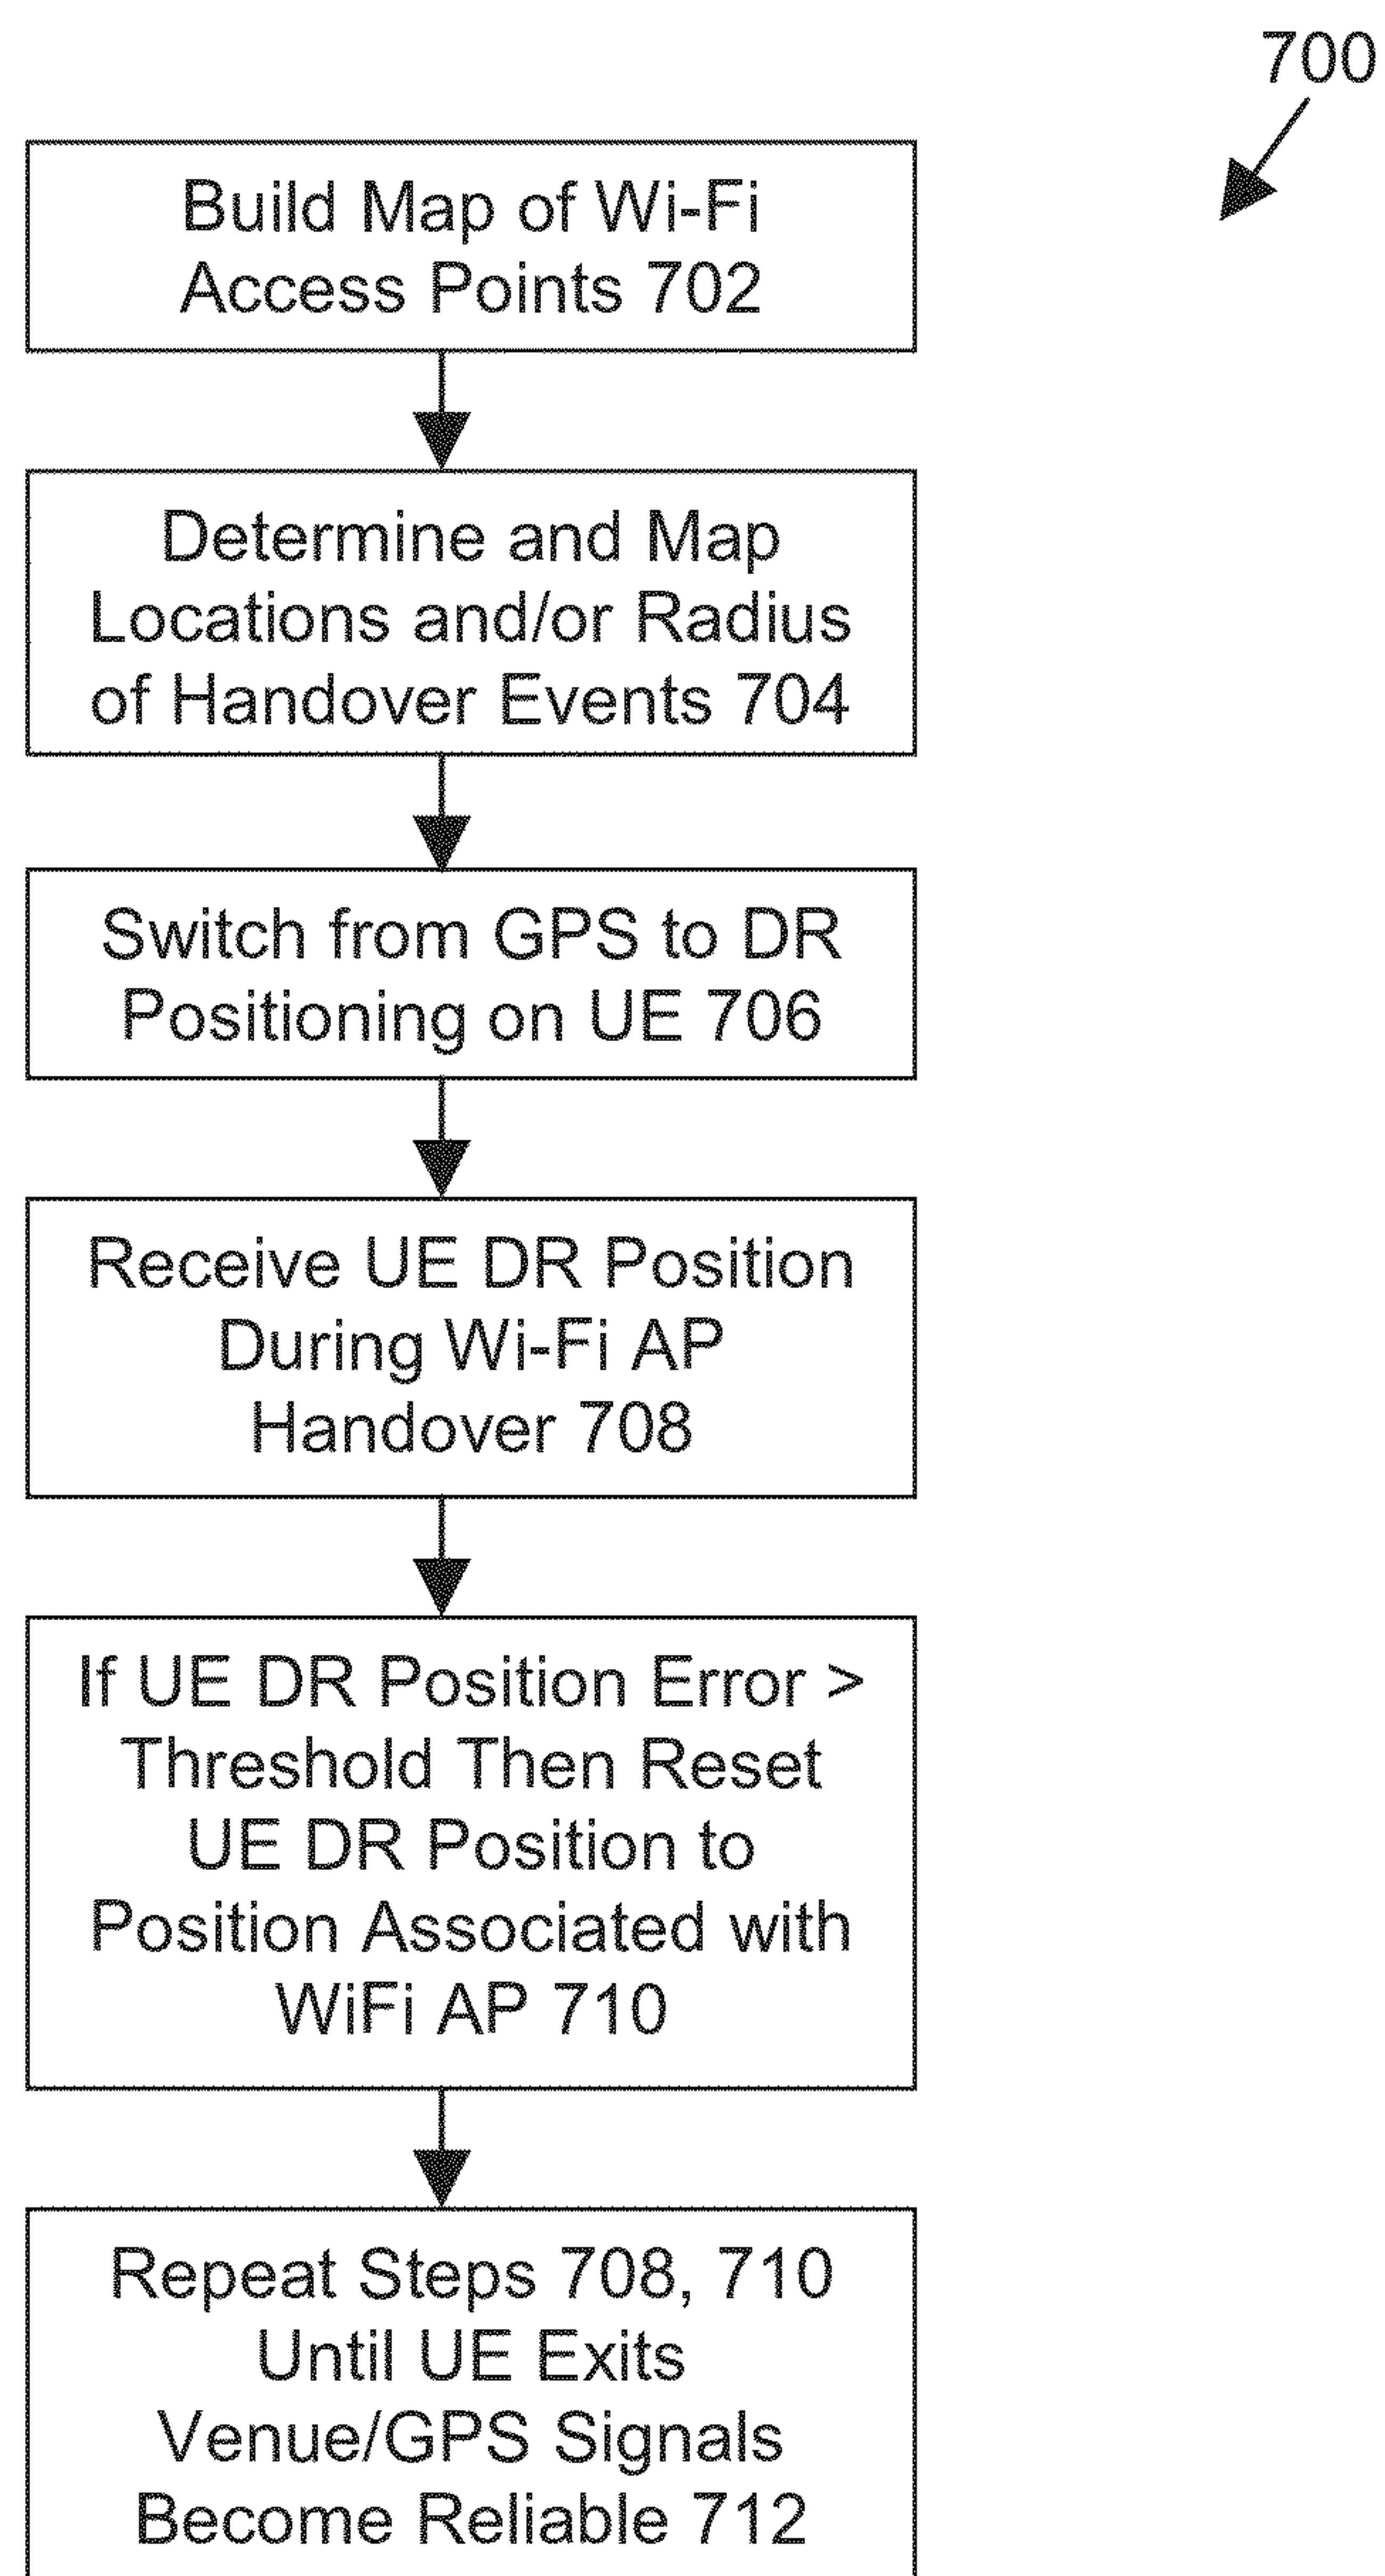 700
Build Map of Wi-Fi
Access Points 702
Determine and Map
Locations and/or Radius
of Handover Events 704
Switch from GPS to DR
Positioning on UE 706
Receive UE DR Position
During Wi-Fi AP
Handover 708
If UE DR Position Error >
Threshold Then Reset
UE DR Position to
Position Associated with
WiFi AP 710
Repeat Steps 708, 710
Until UE Exits
Venue/GPS Signals
Become Reliable 712